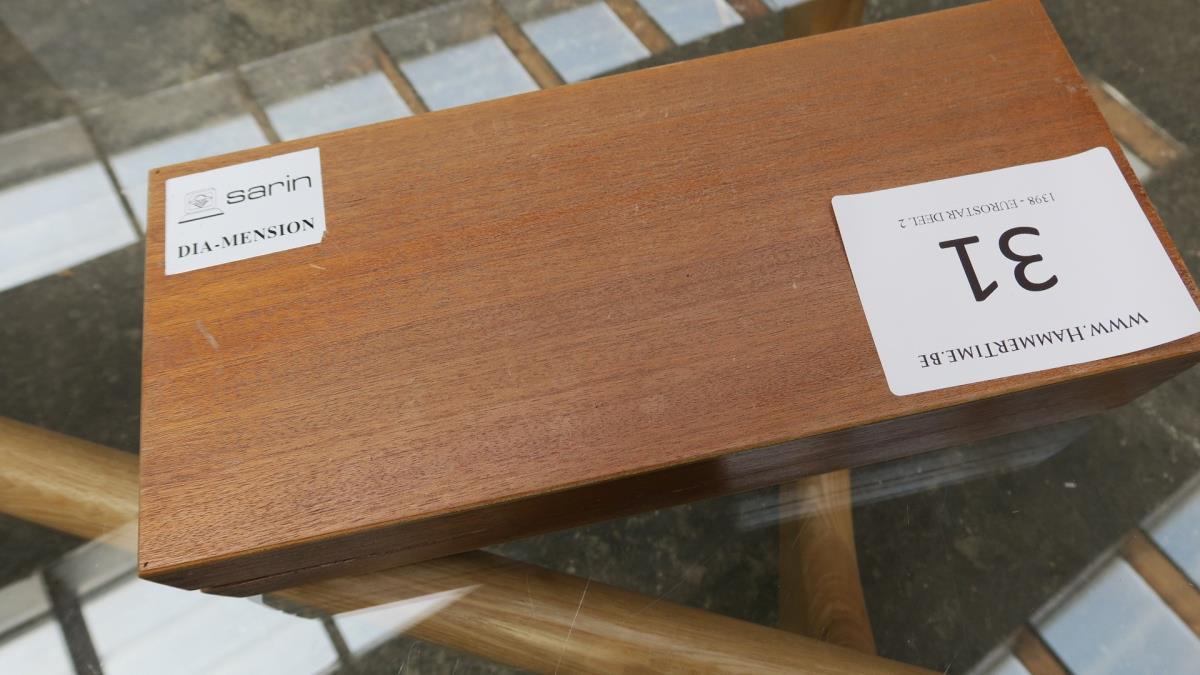 sarin
DIA-MENSION
WWW.HAMMERTIME.BE
31
1398 - EUROSTAR DEEL 2